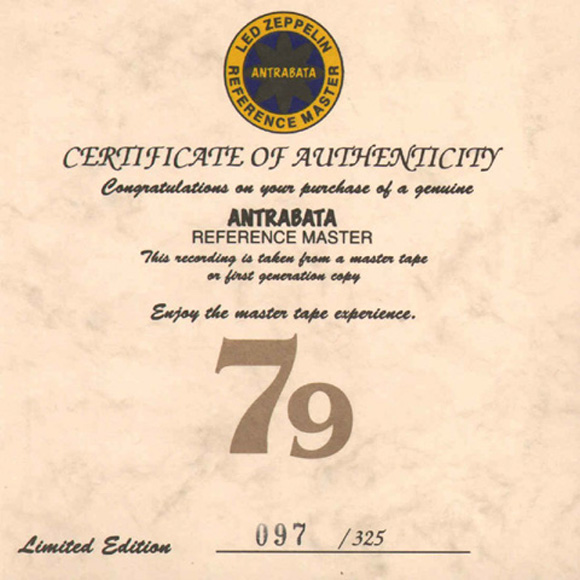 LED ZEPPELIN
ANTRABATA
REFERENCE MASTER
CERTIFICATE OF AUTHENTICITY
Congratulations on your purchase of a genuine
ANTRABATA
REFERENCE MASTER
This recording is taken from a master tape
or first generation copy
Enjoy the master tape experience.
79
Limited Edition 097 /325